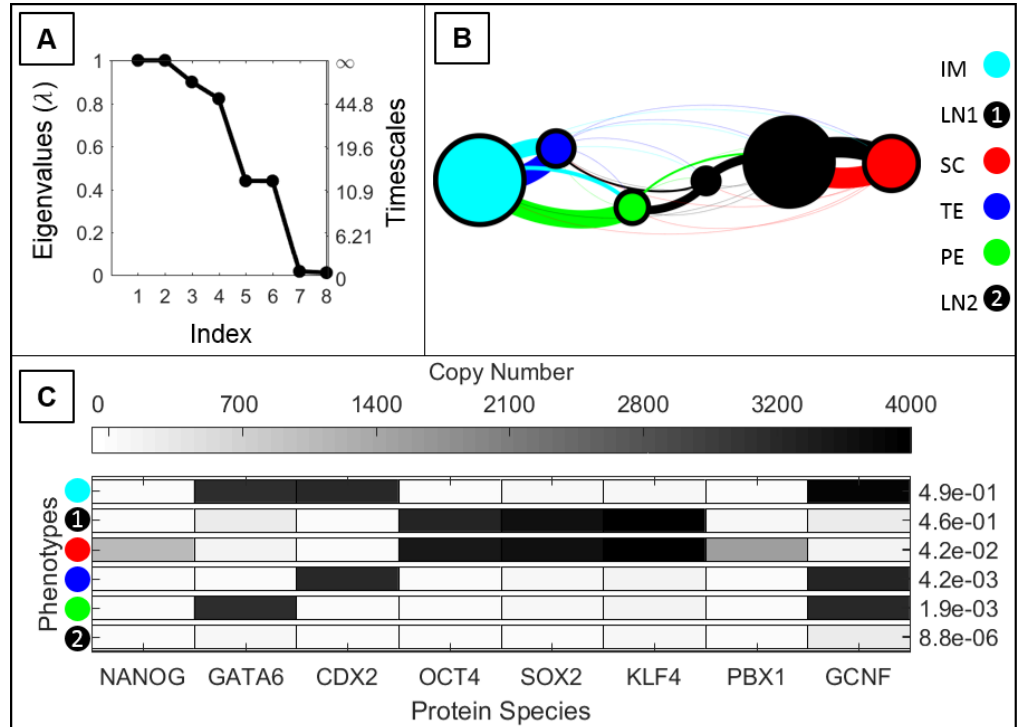 A
Eigenvalues (λ)
1
0.8
0.6
0.4
0.2
0
∞
44.8
19.6
10.9
6.21
0
Timescales
1 2 3 4 5 6 7 8
Index
B
IM
LN1 1
SC
TE
PE
LN2 2
C
Copy Number
0 700 1400 2100 2800 3200 4000
Phenotypes
4.9e-01
1 4.6e-01
4.2e-02
4.2e-03
1.9e-03
2 8.8e-06
NANOG GATA6 CDX2 OCT4 SOX2 KLF4 PBX1 GCNF
Protein Species